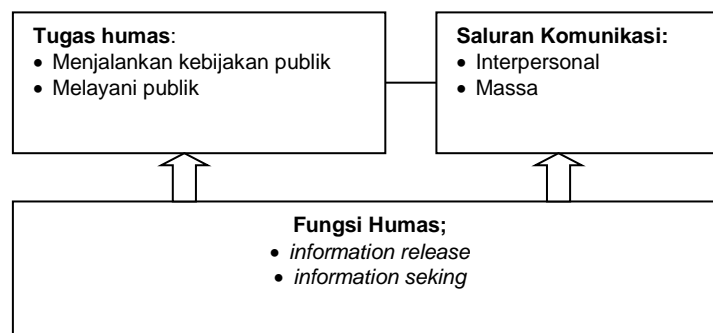 Tugas humas:
• Menjalankan kebijakan publik
• Melayani publik
Saluran Komunikasi:
• Interpersonal
• Massa
Fungsi Humas;
• information release
• information seking